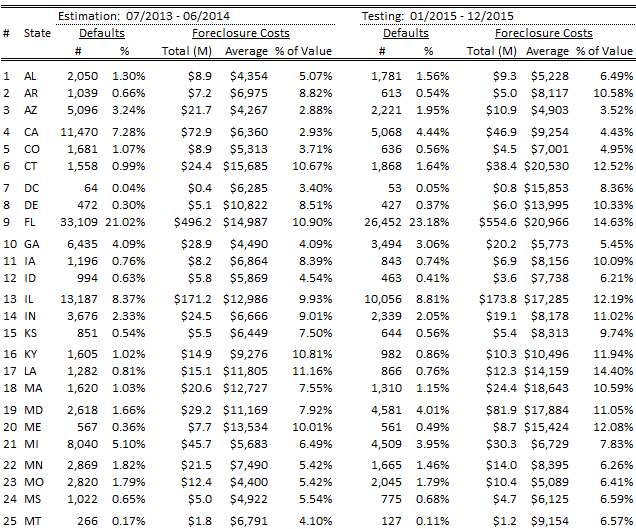 Estimation: 07/2013 - 06/2014 Testing: 01/2015 - 12/2015
Defaults Foreclosure Costs Defaults Foreclosure Costs
# State # % Total (M) Average % of Value # % Total (M) Average % of Value
1 AL 2,050 1.30% $8.9 $4,354 5.07% 1,781 1.56% $9.3 $5,228 6.49%
2 AR 1,039 0.66% $7.2 $6,975 8.82% 613 0.54% $5.0 $8,117 10.58%
3 AZ 5,096 3.24% $21.7 $4,267 2.88% 2,221 1.95% $10.9 $4,903 3.52%
4 CA 11,470 7.28% $72.9 $6,360 2.93% 5,068 4.44% $46.9 $9,254 4.43%
5 CO 1,681 1.07% $8.9 $5,313 3.71% 636 0.56% $4.5 $7,001 4.95%
6 CT 1,558 0.99% $24.4 $15,685 10.67% 1,868 1.64% $38.4 $20,530 12.52%
7 DC 64 0.04% $0.4 $6,285 3.40% 53 0.05% $0.8 $15,853 8.36%
8 DE 472 0.30% $5.1 $10,822 8.51% 427 0.37% $6.0 $13,995 10.33%
9 FL 33,109 21.02% $496.2 $14,987 10.90% 26,452 23.18% $554.6 $20,966 14.63%
10 GA 6,435 4.09% $28.9 $4,490 4.09% 3,494 3.06% $20.2 $5,773 5.45%
11 IA 1,196 0.76% $8.2 $6,864 8.39% 843 0.74% $6.9 $8,156 10.09%
12 ID 994 0.63% $5.8 $5,869 4.54% 463 0.41% $3.6 $7,738 6.21%
13 IL 13,187 8.37% $171.2 $12,986 9.93% 10,056 8.81% $173.8 $17,285 12.19%
14 IN 3,676 2.33% $24.5 $6,666 9.01% 2,339 2.05% $19.1 $8,178 11.02%
15 KS 851 0.54% $5.5 $6,449 7.50% 644 0.56% $5.4 $8,313 9.74%
16 KY 1,605 1.02% $14.9 $9,276 10.81% 982 0.86% $10.3 $10,496 11.94%
17 LA 1,282 0.81% $15.1 $11,805 11.16% 866 0.76% $12.3 $14,159 14.40%
18 MA 1,620 1.03% $20.6 $12,727 7.55% 1,310 1.15% $24.4 $18,643 10.59%
19 MD 2,618 1.66% $29.2 $11,169 7.92% 4,581 4.01% $81.9 $17,884 11.05%
20 ME 567 0.36% $7.7 $13,534 10.01% 561 0.49% $8.7 $15,424 12.08%
21 MI 8,040 5.10% $45.7 $5,683 6.49% 4,509 3.95% $30.3 $6,729 7.83%
22 MN 2,869 1.82% $21.5 $7,490 5.42% 1,665 1.46% $14.0 $8,395 6.26%
23 MO 2,820 1.79% $12.4 $4,400 5.42% 2,045 1.79% $10.4 $5,089 6.41%
24 MS 1,022 0.65% $5.0 $4,922 5.54% 775 0.68% $4.7 $6,125 6.59%
25 MT 266 0.17% $1.8 $6,791 4.10% 127 0.11% $1.2 $9,154 6.57%